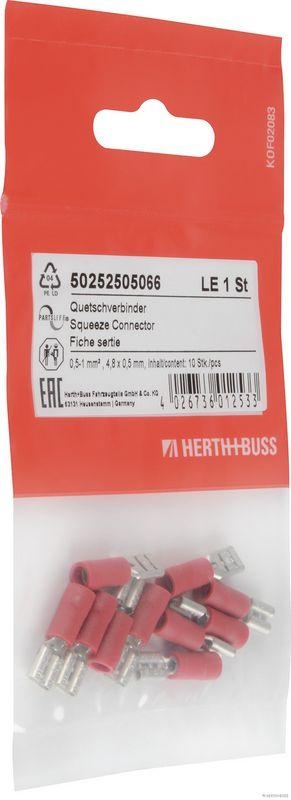 KOF02083
04
PE-LD
50252505066
LE 1 St
Quetschverbinder
Squeeze Connector
Fiche sertie
PARTSLIFE
0,5-1 mm² , 4,8 x 0,5 mm, Inhalt/content: 10 Stk./pcs
EAC
Herth+Buss Fahrzeugteile GmbH & Co. KG
63131 Heusenstamm | Germany
4 026736 012533
HERTH+BUSS
© HERTH+BUSS